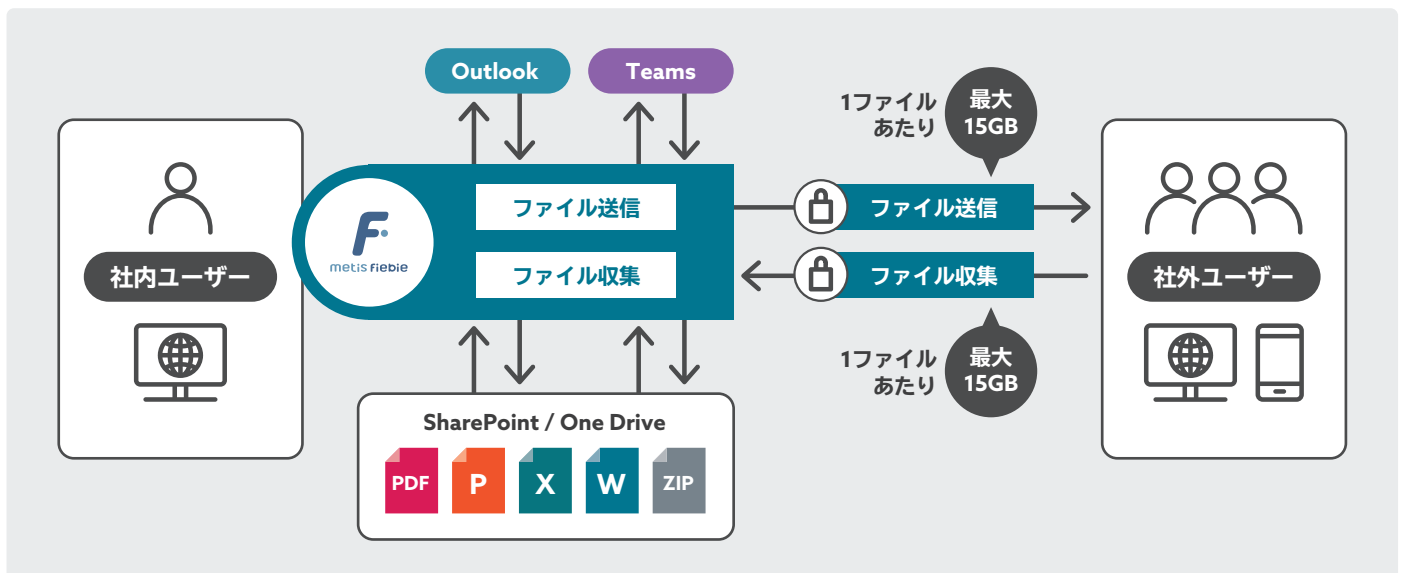 Outlook
Teams
1ファイル
あたり
最大
15GB
社内ユーザー
metis fiebie
ファイル送信
ファイル収集
ファイル送信
ファイル収集
社外ユーザー
1ファイル
あたり
最大
15GB
SharePoint / One Drive
PDF
P
X
W
ZIP